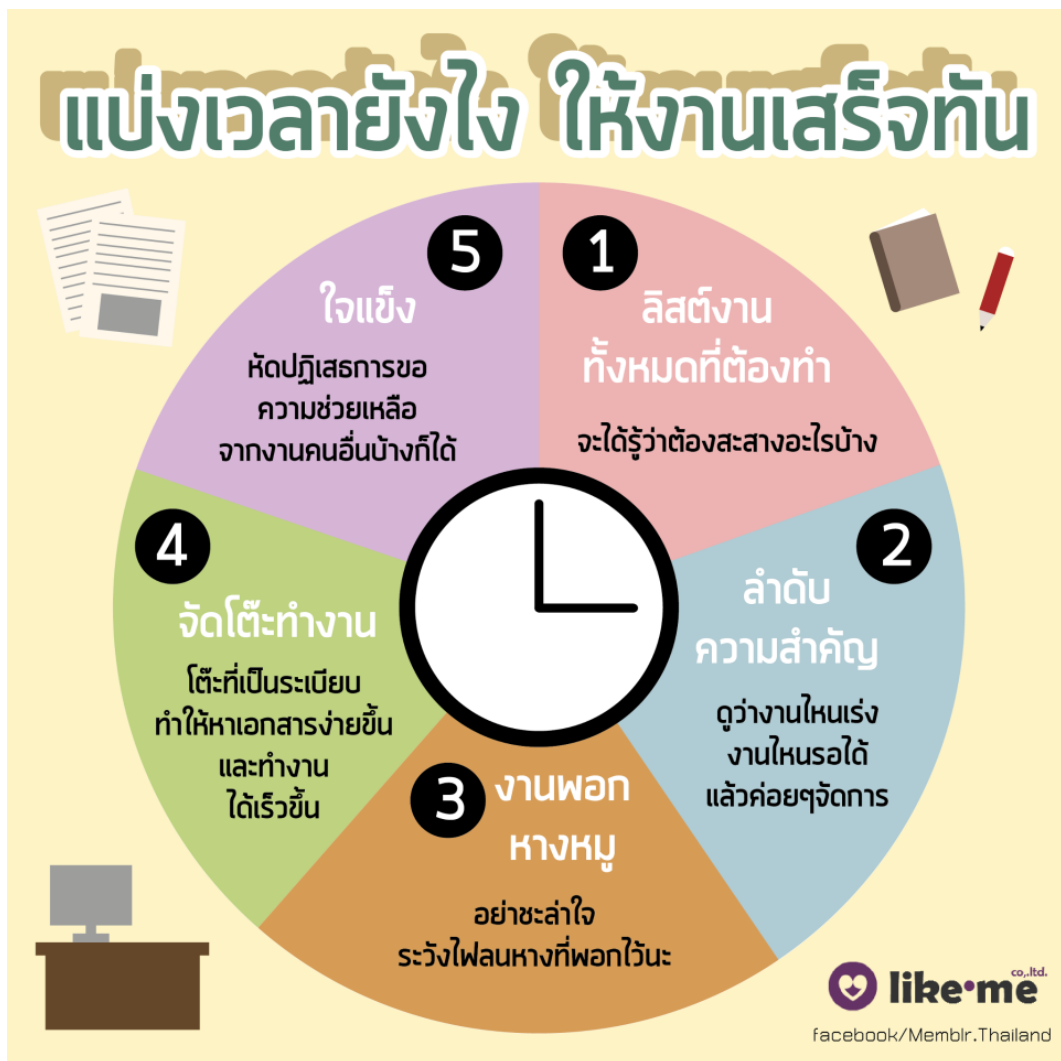 แบ่งเวลายังไง ให้งานเสร็จทัน
1
ลิสต์งาน
ทั้งหมดที่ต้องทำ
จะได้รู้ว่าต้องสะสางอะไรบ้าง
2
ลำดับ
ความสำคัญ
ดูว่างานไหนเร่ง
งานไหนรอได้
แล้วค่อยๆจัดการ
3
งานพอก
หางหมู
อย่าชะล่าใจ
ระวังไฟลนหางที่พอกไว้นะ
4
จัดโต๊ะทำงาน
โต๊ะที่เป็นระเบียบ
ทำให้หาเอกสารง่ายขึ้น
และทำงาน
ได้เร็วขึ้น
5
ใจแข็ง
หัดปฏิเสธการขอ
ความช่วยเหลือ
จากงานคนอื่นบ้างก็ได้
like•me co,.ltd.
facebook/Memblr.Thailand